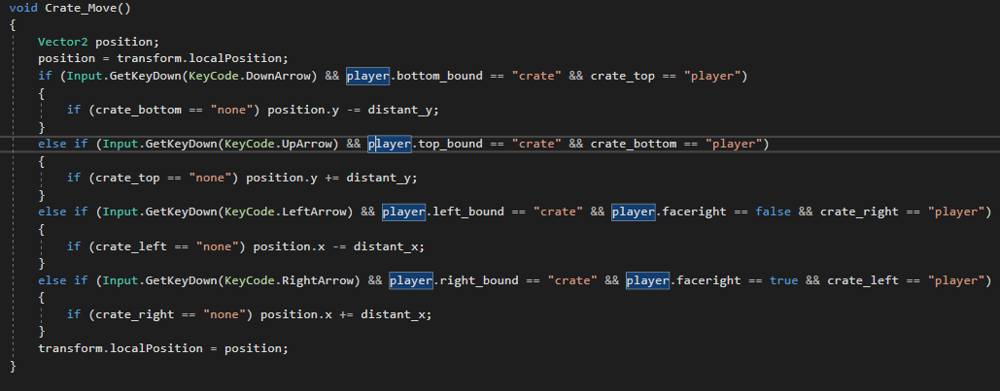 void Crate_Move()
{
    Vector2 position;
    position = transform.localPosition;
    if (Input.GetKeyDown(KeyCode.DownArrow) && player.bottom_bound == "crate" && crate_top == "player")
    {
        if (crate_bottom == "none") position.y -= distant_y;
    }
    else if (Input.GetKeyDown(KeyCode.UpArrow) && player.top_bound == "crate" && crate_bottom == "player")
    {
        if (crate_top == "none") position.y += distant_y;
    }
    else if (Input.GetKeyDown(KeyCode.LeftArrow) && player.left_bound == "crate" && player.faceright == false && crate_right == "player")
    {
        if (crate_left == "none") position.x -= distant_x;
    }
    else if (Input.GetKeyDown(KeyCode.RightArrow) && player.right_bound == "crate" && player.faceright == true && crate_left == "player")
    {
        if (crate_right == "none") position.x += distant_x;
    }
    transform.localPosition = position;
}